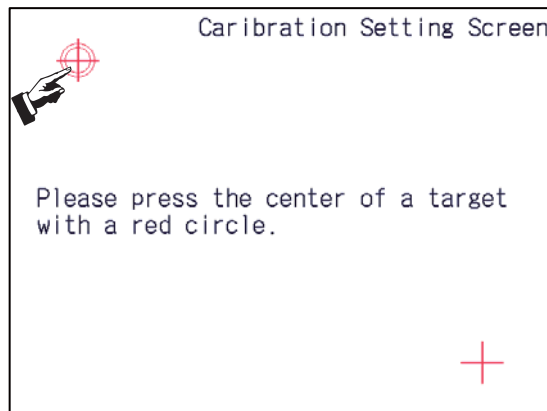 Caribration Setting Screen
Please press the center of a target
with a red circle.